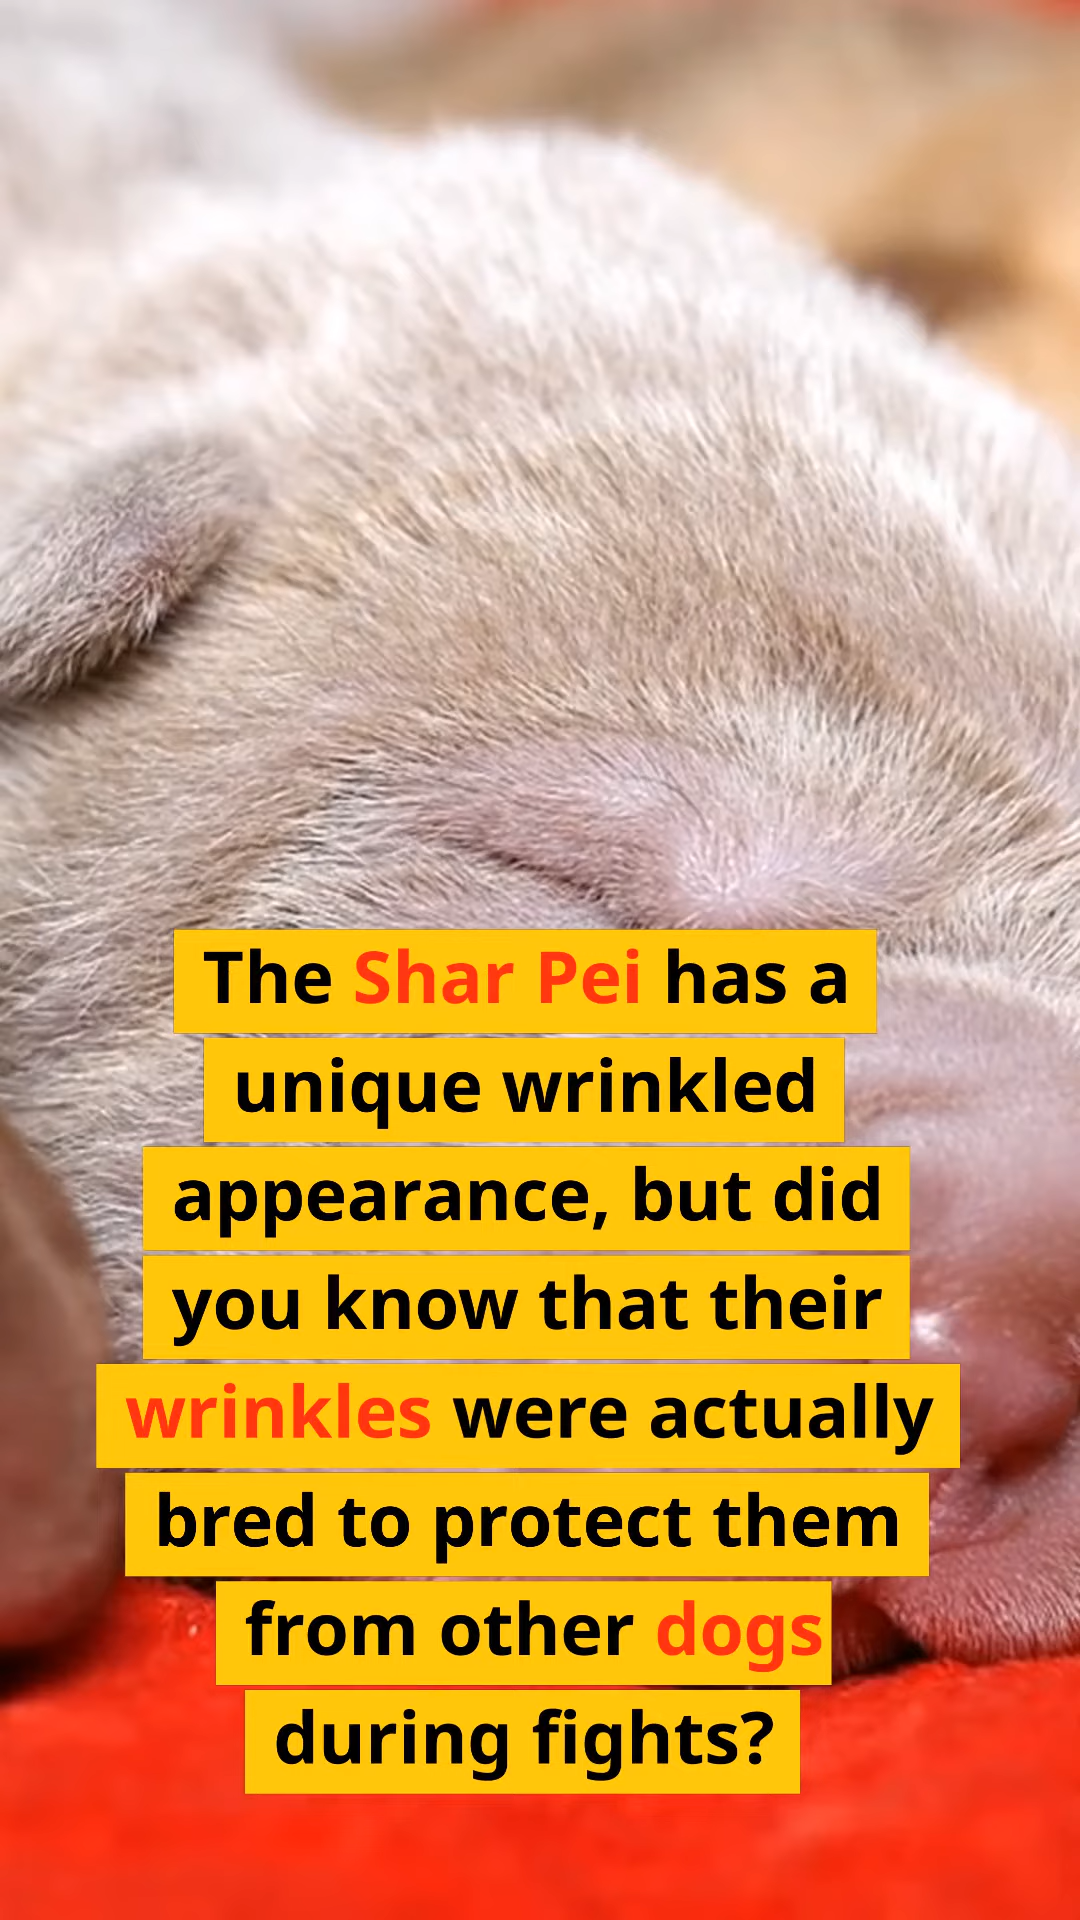 The Shar Pei has a
unique wrinkled
appearance, but did
you know that their
wrinkles were actually
bred to protect them
from other dogs
during fights?